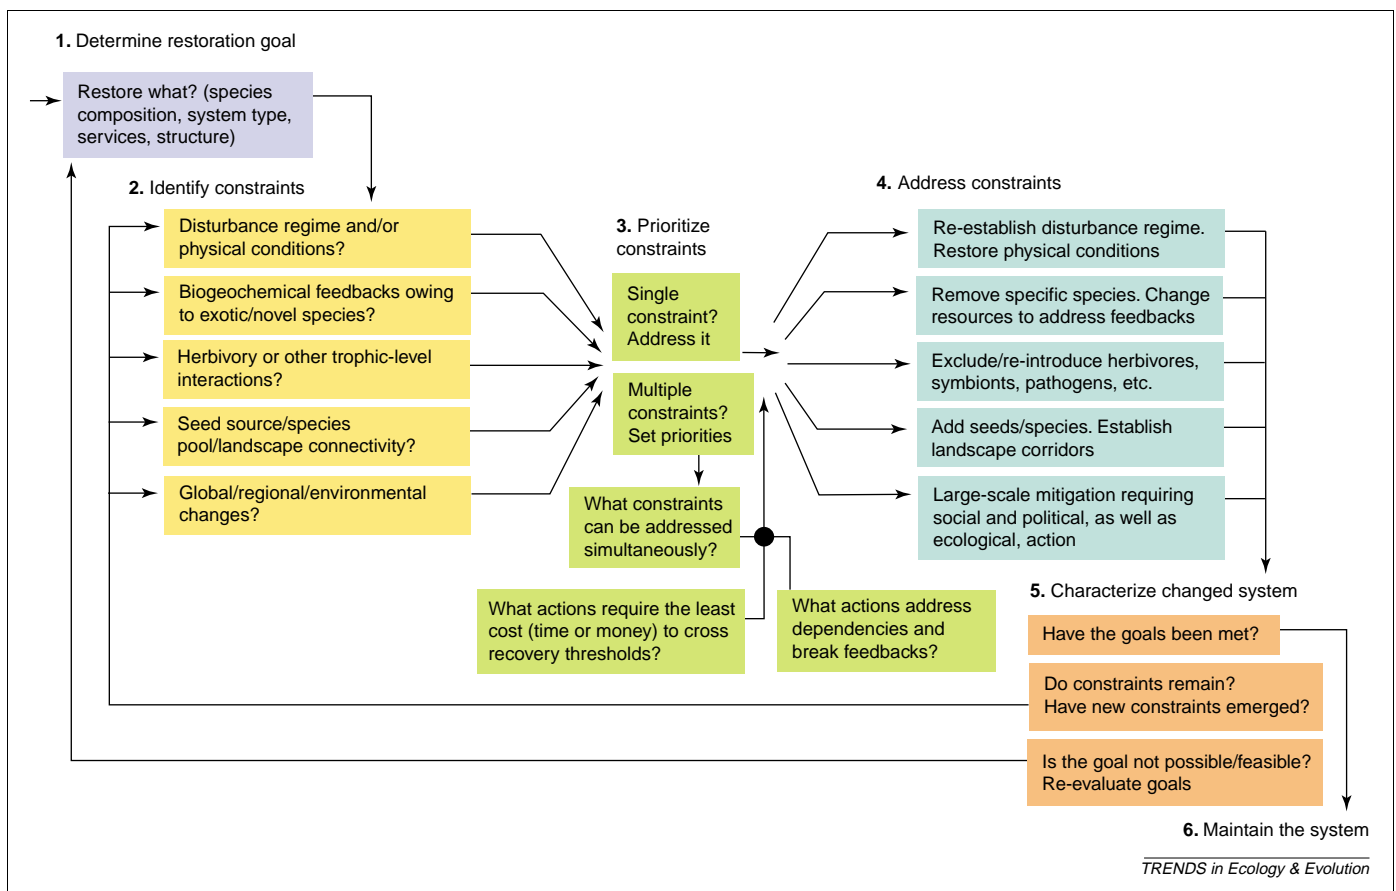 1. Determine restoration goal
Restore what? (species
composition, system type,
services, structure)
2. Identify constraints
Disturbance regime and/or
physical conditions?
Biogeochemical feedbacks owing
to exotic/novel species?
Herbivory or other trophic-level
interactions?
Seed source/species
pool/landscape connectivity?
Global/regional/environmental
changes?
3. Prioritize
constraints
Single
constraint?
Address it
Multiple
constraints?
Set priorities
What constraints
can be addressed
simultaneously?
What actions require the least
cost (time or money) to cross
recovery thresholds?
What actions address
dependencies and
break feedbacks?
4. Address constraints
Re-establish disturbance regime.
Restore physical conditions
Remove specific species. Change
resources to address feedbacks
Exclude/re-introduce herbivores,
symbionts, pathogens, etc.
Add seeds/species. Establish
landscape corridors
Large-scale mitigation requiring
social and political, as well as
ecological, action
5. Characterize changed system
Have the goals been met?
Do constraints remain?
Have new constraints emerged?
Is the goal not possible/feasible?
Re-evaluate goals
6. Maintain the system
TRENDS in Ecology & Evolution